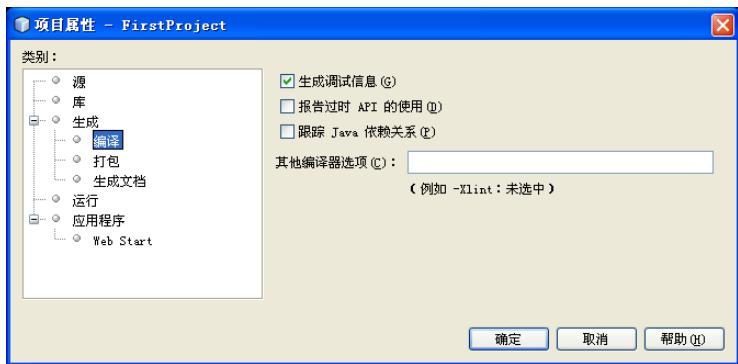 项目属性 - FirstProject
类别：
源
库
生成
编译
打包
生成文档
运行
应用程序
Web Start
生成调试信息(G)
报告过时 API 的使用(D)
跟踪 Java 依赖关系(P)
其他编译器选项(C)：
(例如 -Xlint：未选中)
确定 取消 帮助(H)